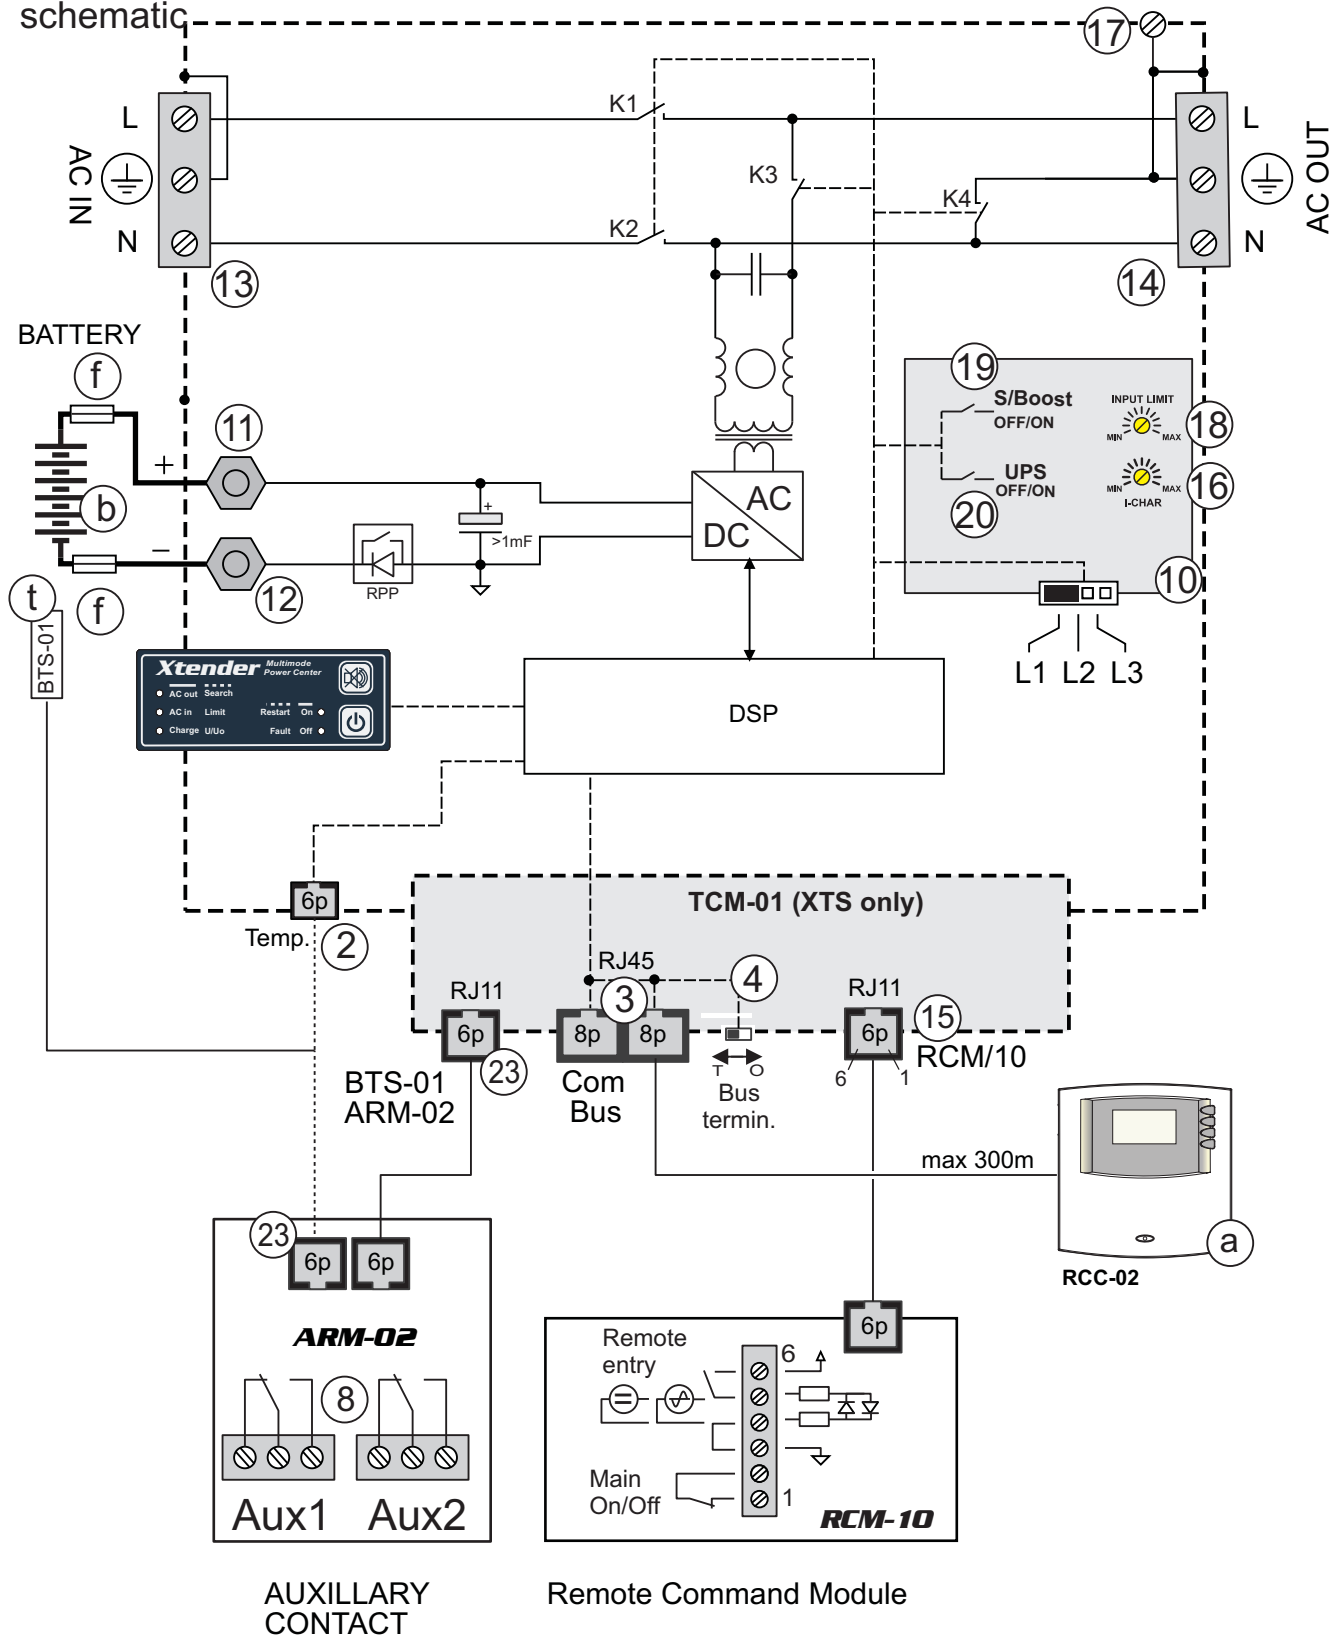 schematic
17
L
K1
L
AC IN
K3
K4
AC OUT
N
K2
N
13
14
BATTERY
f
19
S/Boost
OFF/ON
INPUT LIMIT
MIN
MAX
18
11
+
UPS
OFF/ON
MIN
MAX
16
I-CHAR
20
b
+
>1mF
AC
DC
−
12
RPP
10
t
f
BTS-01
L1 L2 L3
Xtender Multimode
Power Center
AC out Search
AC in Limit Restart On
Charge U/Uo Fault Off
DSP
6p
TCM-01 (XTS only)
Temp.
2
RJ45
4
RJ11
3
RJ11
15
6p
8p
8p
6p
RCM/10
23
T O
6
1
BTS-01
ARM-02
Com
Bus
Bus
termin.
max 300m
23
6p
6p
a
RCC-02
ARM-02
6p
Remote
entry
6
8
Main
On/Off
1
Aux1 Aux2
RCM-10
AUXILLARY
CONTACT
Remote Command Module